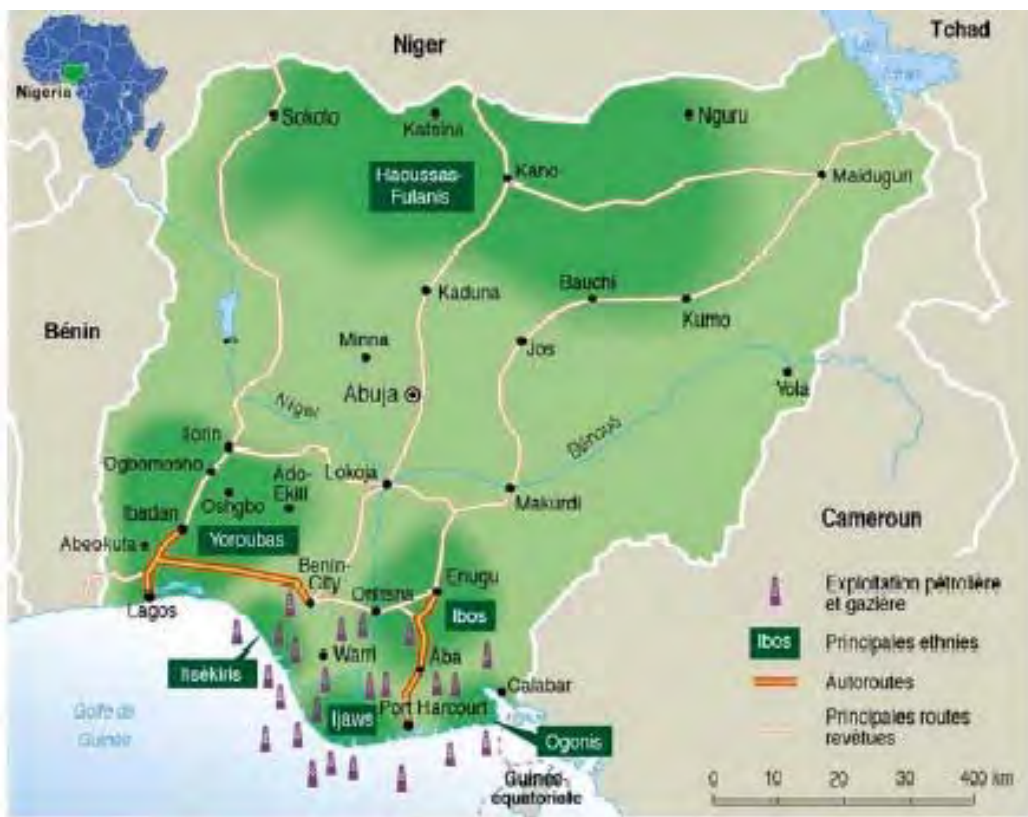 Niger
Tchad
Nigeria
Sokoto
Katsina
Nguru
Haoussas-
Fulanis
Kano
Maiduguri
Kaduna
Bauchi
Kumo
Bénin
Minna
Jos
Abuja
Yola
Niger
Bénoué
Ilorin
Ogbomosho
Ado-
Ekiti
Lokoja
Oshgbo
Makurdi
Ibadan
Cameroun
Abeokuta
Yoroubas
Benin-
City
Enugu
Onitsha
Lagos
Ibos
Exploitation pétrolière
et gazière
Ibos
Principales ethnies
Warri
Aba
Itsékiris
Autoroutes
Calabar
Golfe de
Guinée
Ijaws
Port Harcourt
Ogonis
Principales routes
revêtues
Guinée-
équatoriale
0 10 20 30 400 km